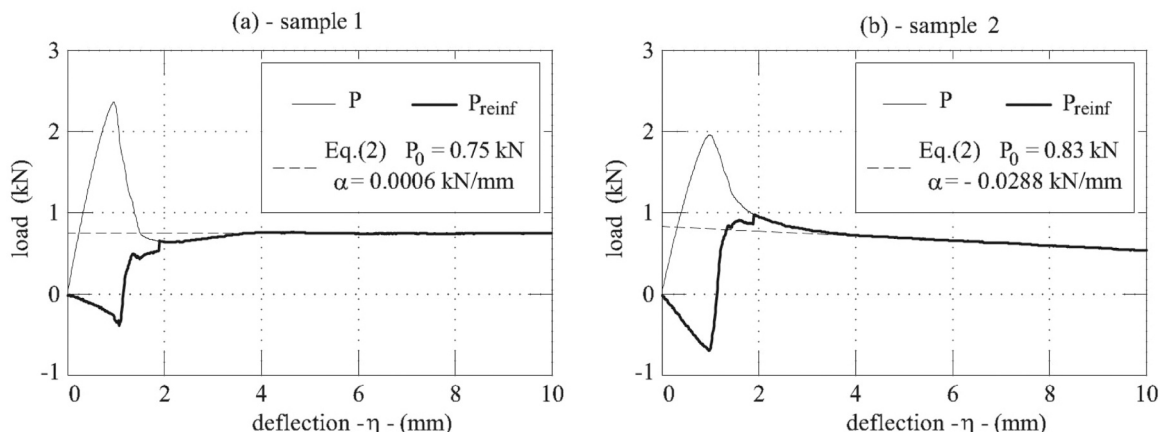 (a) - sample 1
3
2
1
0
-1
load (kN)
P P_reinf
Eq.(2) P_0 = 0.75 kN
α = 0.0006 kN/mm
0 2 4 6 8 10
deflection -η - (mm)
(b) - sample 2
3
2
1
0
-1
load (kN)
P P_reinf
Eq.(2) P_0 = 0.83 kN
α = - 0.0288 kN/mm
0 2 4 6 8 10
deflection -η - (mm)